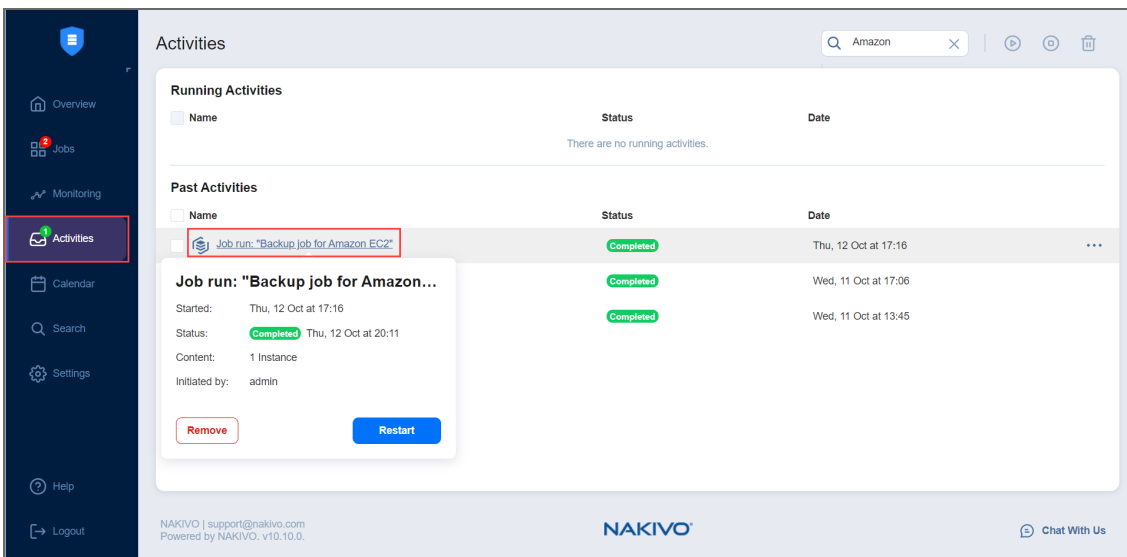 Activities
Amazon
Overview
2
Jobs
Monitoring
1
Activities
Calendar
Search
Settings
Help
Logout
Running Activities
Name Status Date
There are no running activities.
Past Activities
Name Status Date
Job run: "Backup job for Amazon EC2" Completed Thu, 12 Oct at 17:16 ...
Completed Wed, 11 Oct at 17:06
Completed Wed, 11 Oct at 13:45
Job run: "Backup job for Amazon...
Started: Thu, 12 Oct at 17:16
Status: Completed Thu, 12 Oct at 20:11
Content: 1 Instance
Initiated by: admin
Remove Restart
NAKIVO | support@nakivo.com
Powered by NAKIVO. v10.10.0.
NAKIVO
Chat With Us